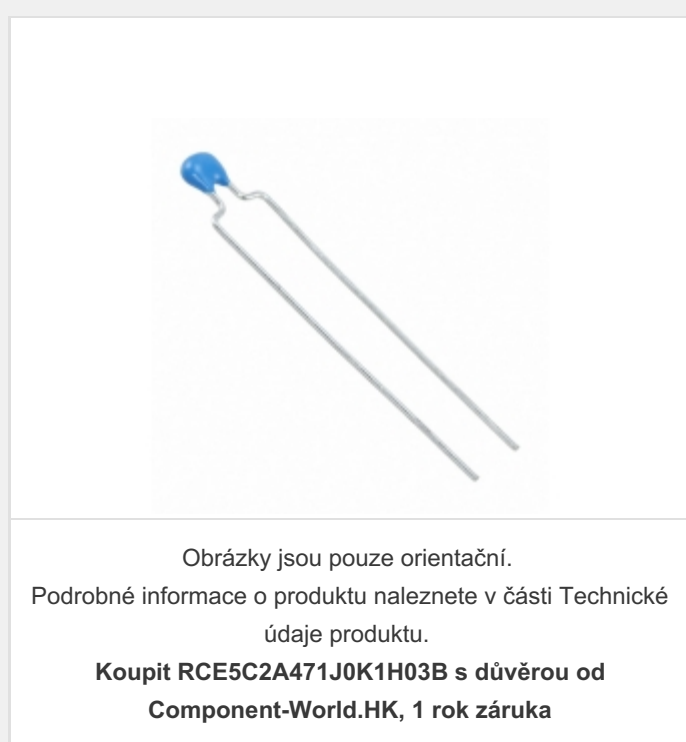 Obrázky jsou pouze orientační.
Podrobné informace o produktu naleznete v části Technické
údaje produktu.
Koupit RCE5C2A471J0K1H03B s důvěrou od
Component-World.HK, 1 rok záruka